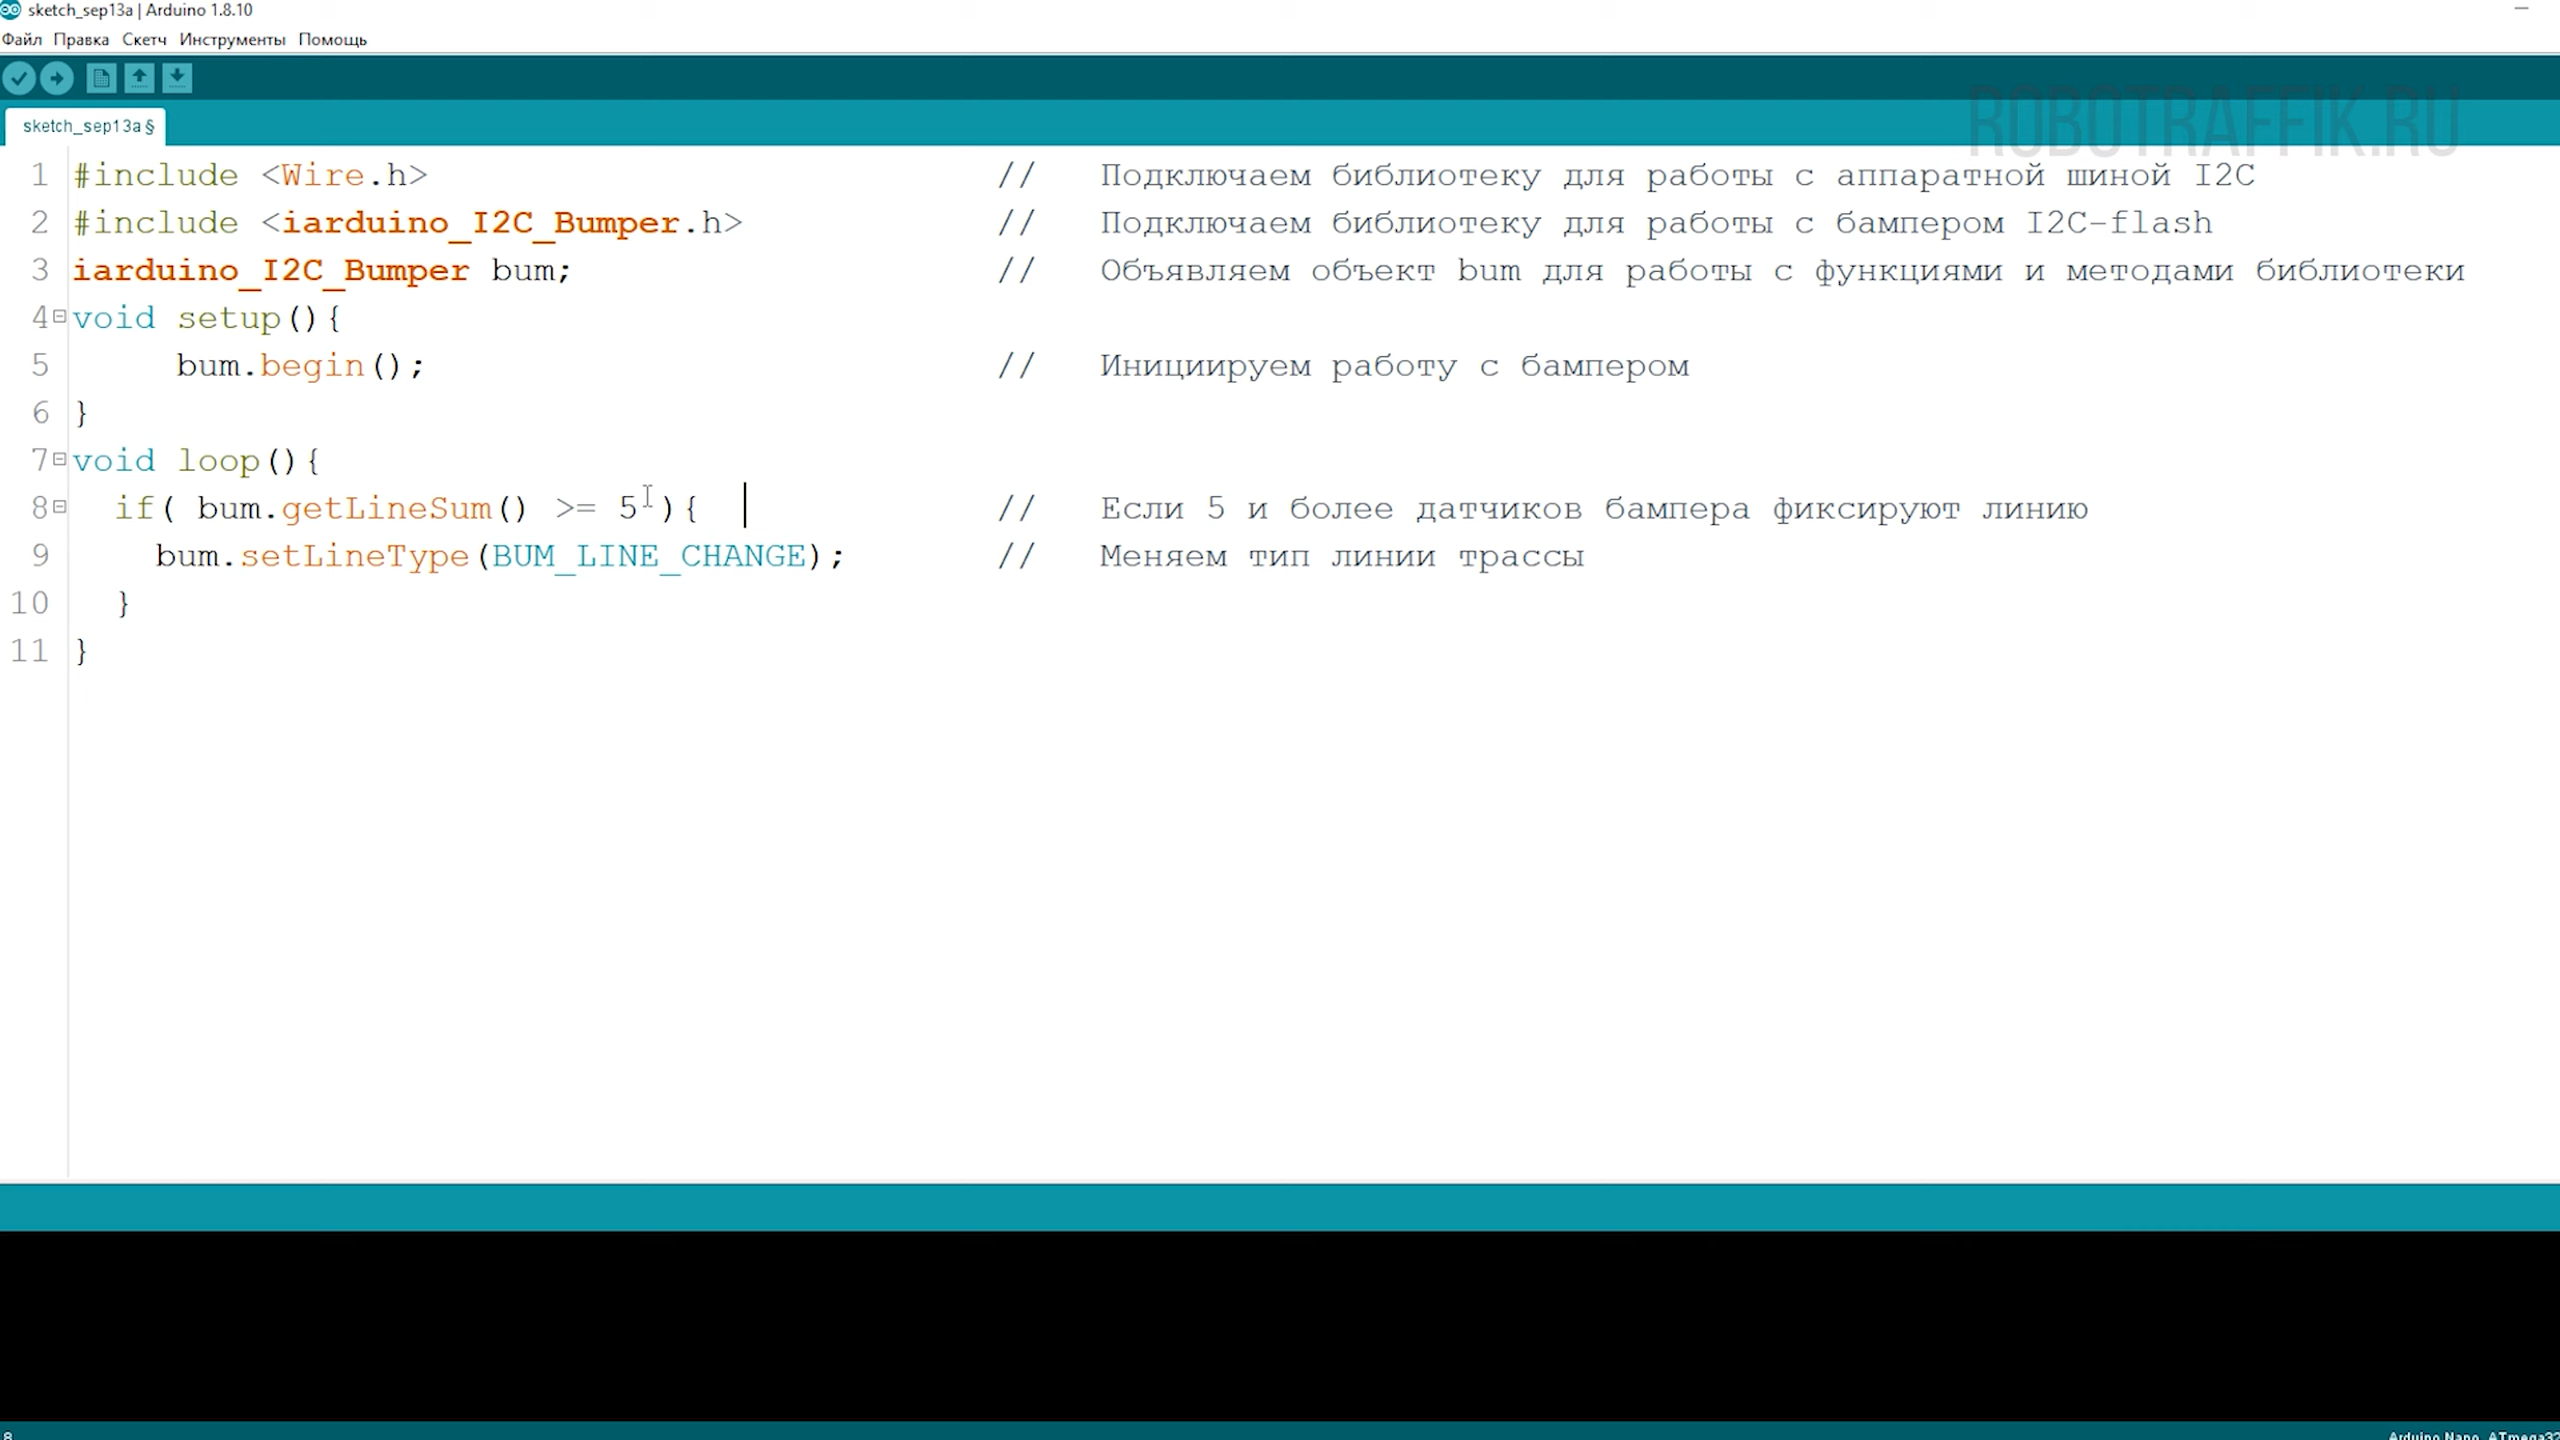 sketch_sep13a | Arduino 1.8.10
Файл Правка Скетч Инструменты Помощь
ROBOTRAFFIK.RU
sketch_sep13a §
1 #include <Wire.h> // Подключаем библиотеку для работы с аппаратной шиной I2C
2 #include <iarduino_I2C_Bumper.h> // Подключаем библиотеку для работы с бампером I2C-flash
3 iarduino_I2C_Bumper bum; // Объявляем объект bum для работы с функциями и методами библиотеки
4 void setup(){
5 bum.begin(); // Инициируем работу с бампером
6 }
7 void loop(){
8 if( bum.getLineSum() >= 5 ){ // Если 5 и более датчиков бампера фиксируют линию
9 bum.setLineType(BUM_LINE_CHANGE); // Меняем тип линии трассы
10 }
11 }
8 Arduino Nano, ATmega32